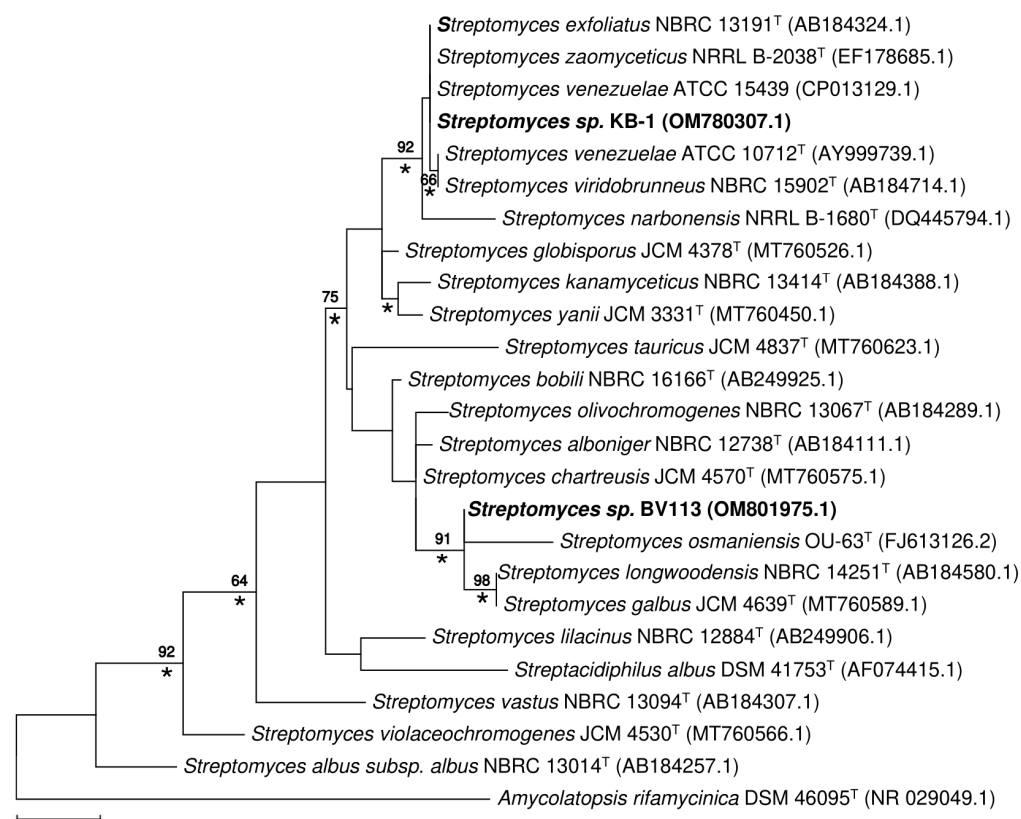 Streptomyces exfoliatus NBRC 13191ᵀ (AB184324.1)
Streptomyces zaomyceticus NRRL B-2038ᵀ (EF178685.1)
Streptomyces venezuelae ATCC 15439 (CP013129.1)
Streptomyces sp. KB-1 (OM780307.1)
92
*
Streptomyces venezuelae ATCC 10712ᵀ (AY999739.1)
66
*
Streptomyces viridobrunneus NBRC 15902ᵀ (AB184714.1)
Streptomyces narbonensis NRRL B-1680ᵀ (DQ445794.1)
Streptomyces globisporus JCM 4378ᵀ (MT760526.1)
Streptomyces kanamyceticus NBRC 13414ᵀ (AB184388.1)
75
*
*
Streptomyces yanii JCM 3331ᵀ (MT760450.1)
Streptomyces tauricus JCM 4837ᵀ (MT760623.1)
Streptomyces bobili NBRC 16166ᵀ (AB249925.1)
Streptomyces olivochromogenes NBRC 13067ᵀ (AB184289.1)
Streptomyces alboniger NBRC 12738ᵀ (AB184111.1)
Streptomyces chartreusis JCM 4570ᵀ (MT760575.1)
Streptomyces sp. BV113 (OM801975.1)
91
*
Streptomyces osmaniensis OU-63ᵀ (FJ613126.2)
Streptomyces longwoodensis NBRC 14251ᵀ (AB184580.1)
98
*
64
*
Streptomyces galbus JCM 4639ᵀ (MT760589.1)
Streptomyces lilacinus NBRC 12884ᵀ (AB249906.1)
92
*
Streptacidiphilus albus DSM 41753ᵀ (AF074415.1)
Streptomyces vastus NBRC 13094ᵀ (AB184307.1)
Streptomyces violaceochromogenes JCM 4530ᵀ (MT760566.1)
Streptomyces albus subsp. albus NBRC 13014ᵀ (AB184257.1)
Amycolatopsis rifamycinica DSM 46095ᵀ (NR 029049.1)